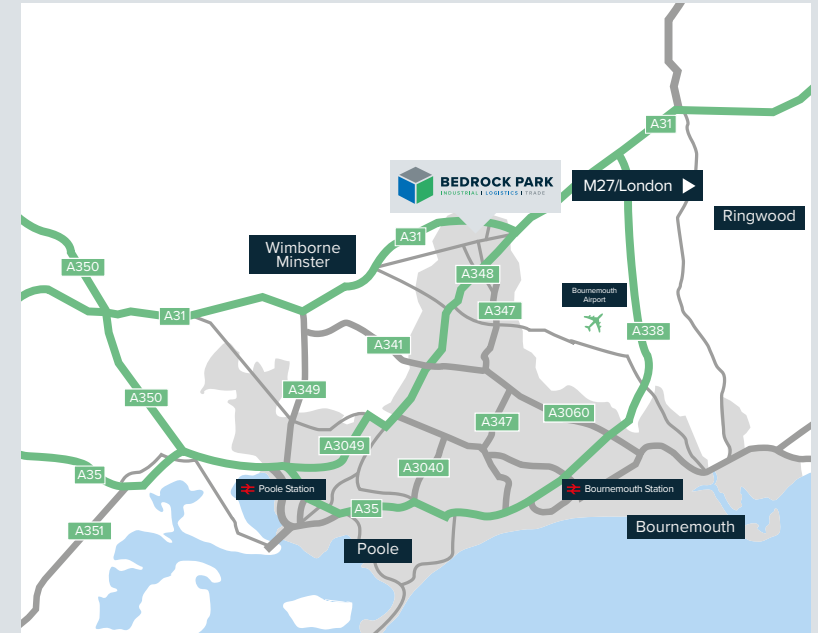 A31
BEDROCK PARK
INDUSTRIAL | LOGISTICS | TRADE
M27/London
Ringwood
A31
Wimborne
Minster
A350
A348
Bournemouth
Airport
A347
A31
A338
A341
A349
A350
A3060
A347
A3049
A3040
A35
Poole Station
Bournemouth Station
A35
A351
Bournemouth
Poole